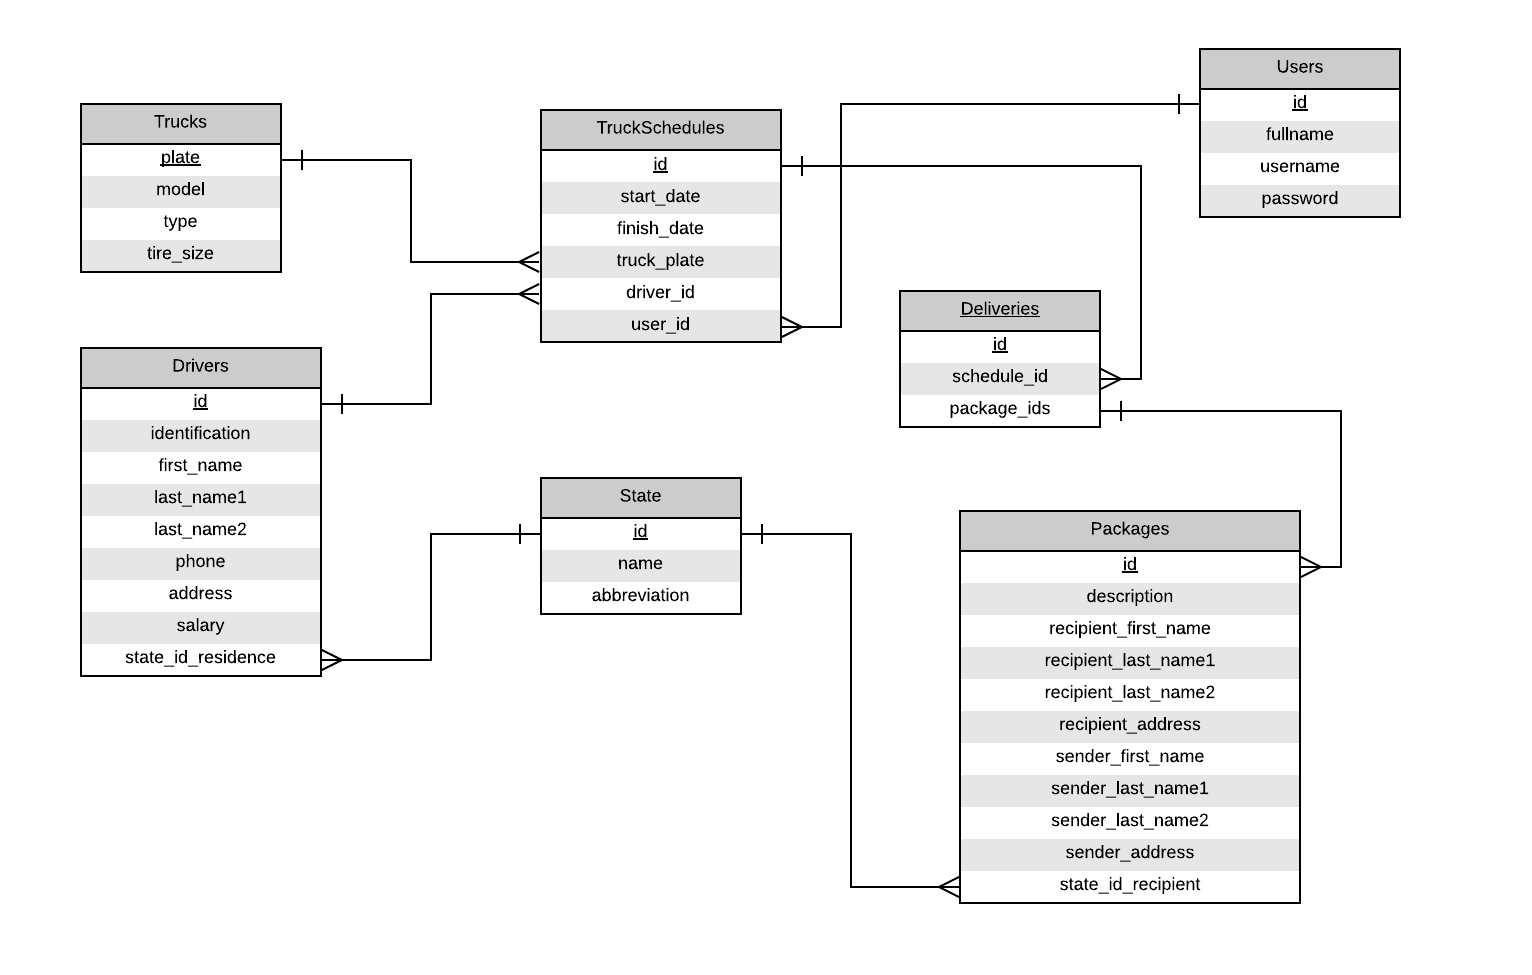 Users
id
fullname
username
password
Trucks
plate
model
type
tire_size
TruckSchedules
id
start_date
finish_date
truck_plate
driver_id
user_id
Deliveries
id
schedule_id
package_ids
Drivers
id
identification
first_name
last_name1
last_name2
phone
address
salary
state_id_residence
State
id
name
abbreviation
Packages
id
description
recipient_first_name
recipient_last_name1
recipient_last_name2
recipient_address
sender_first_name
sender_last_name1
sender_last_name2
sender_address
state_id_recipient